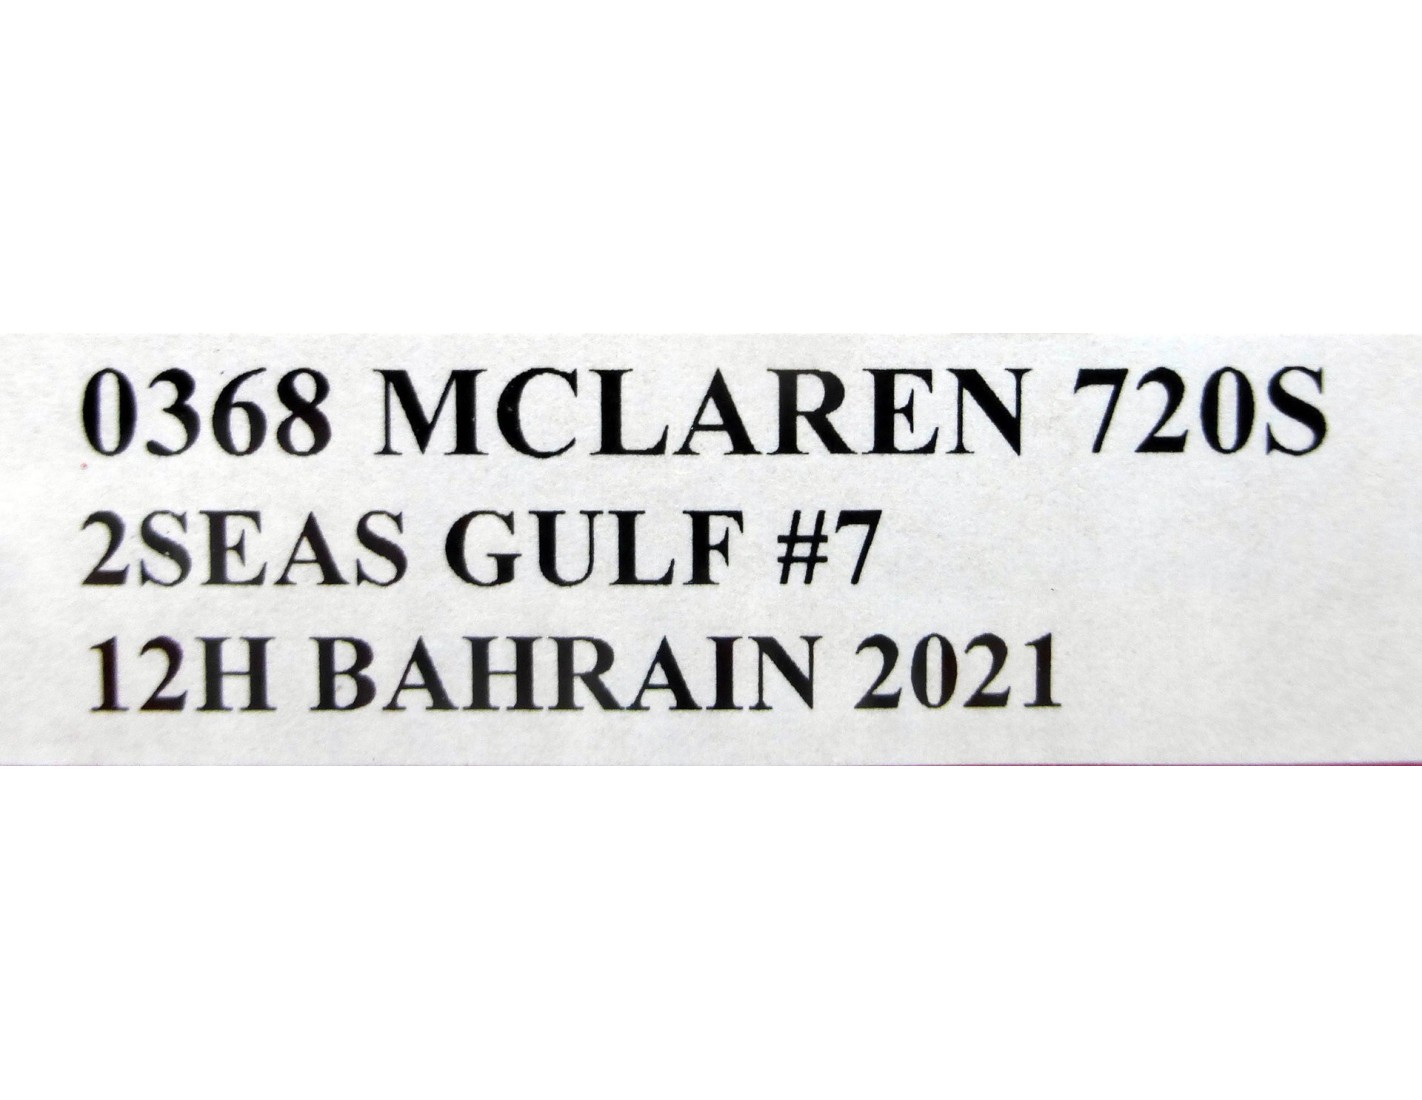 0368 MCLAREN 720S
2SEAS GULF #7
12H BAHRAIN 2021